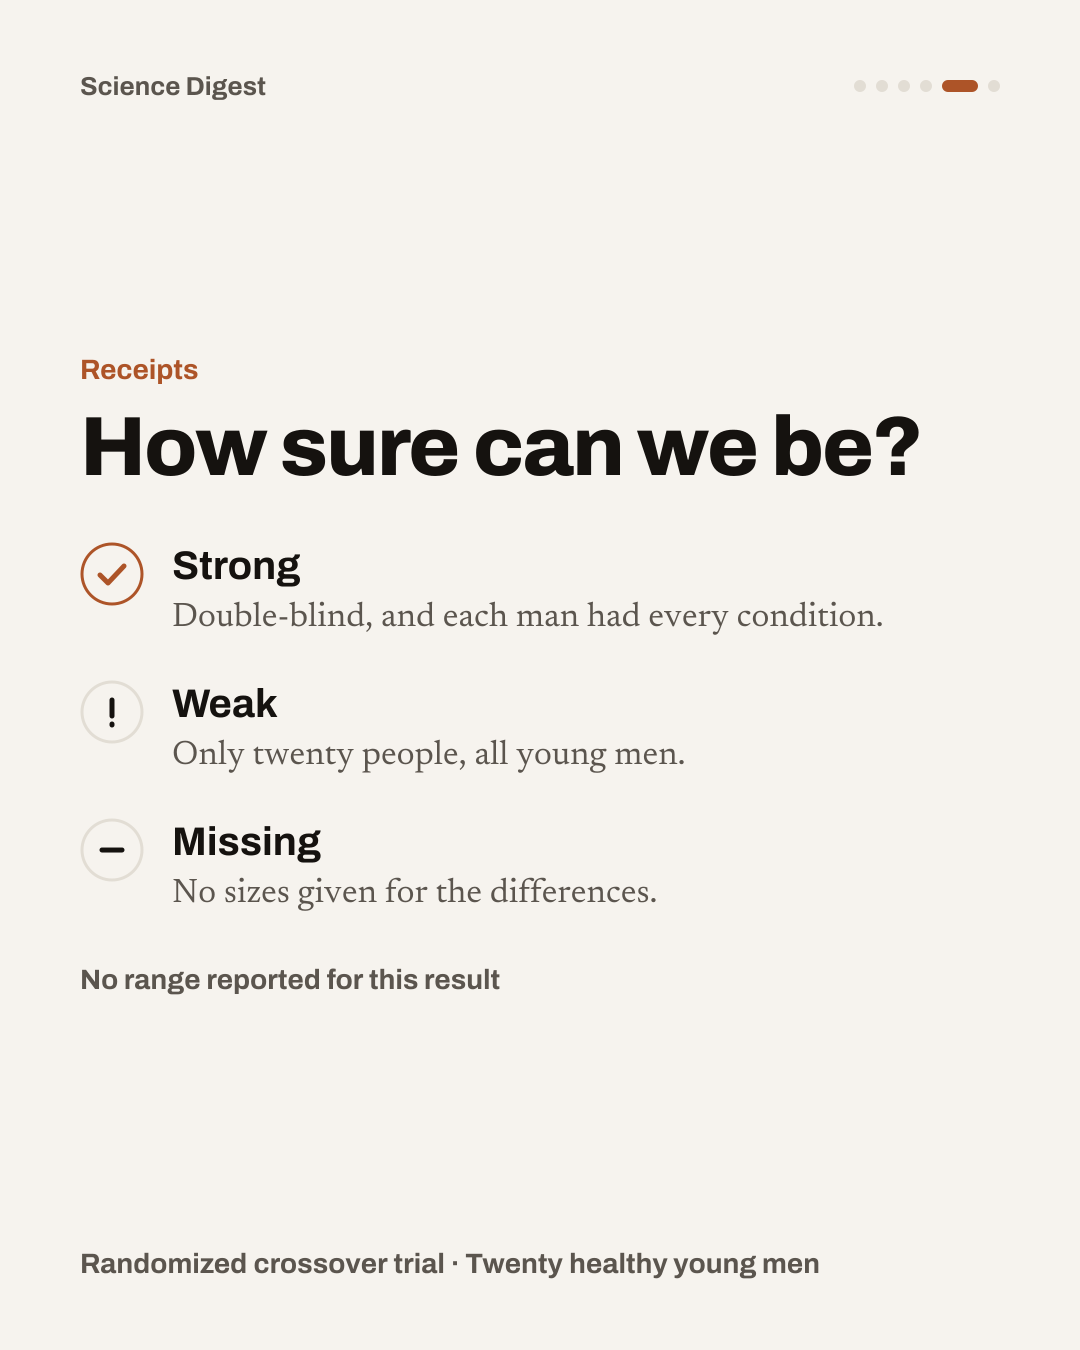 Science Digest
Receipts
How sure can we be?
Strong
Double-blind, and each man had every condition.
Weak
Only twenty people, all young men.
Missing
No sizes given for the differences.
No range reported for this result
Randomized crossover trial · Twenty healthy young men